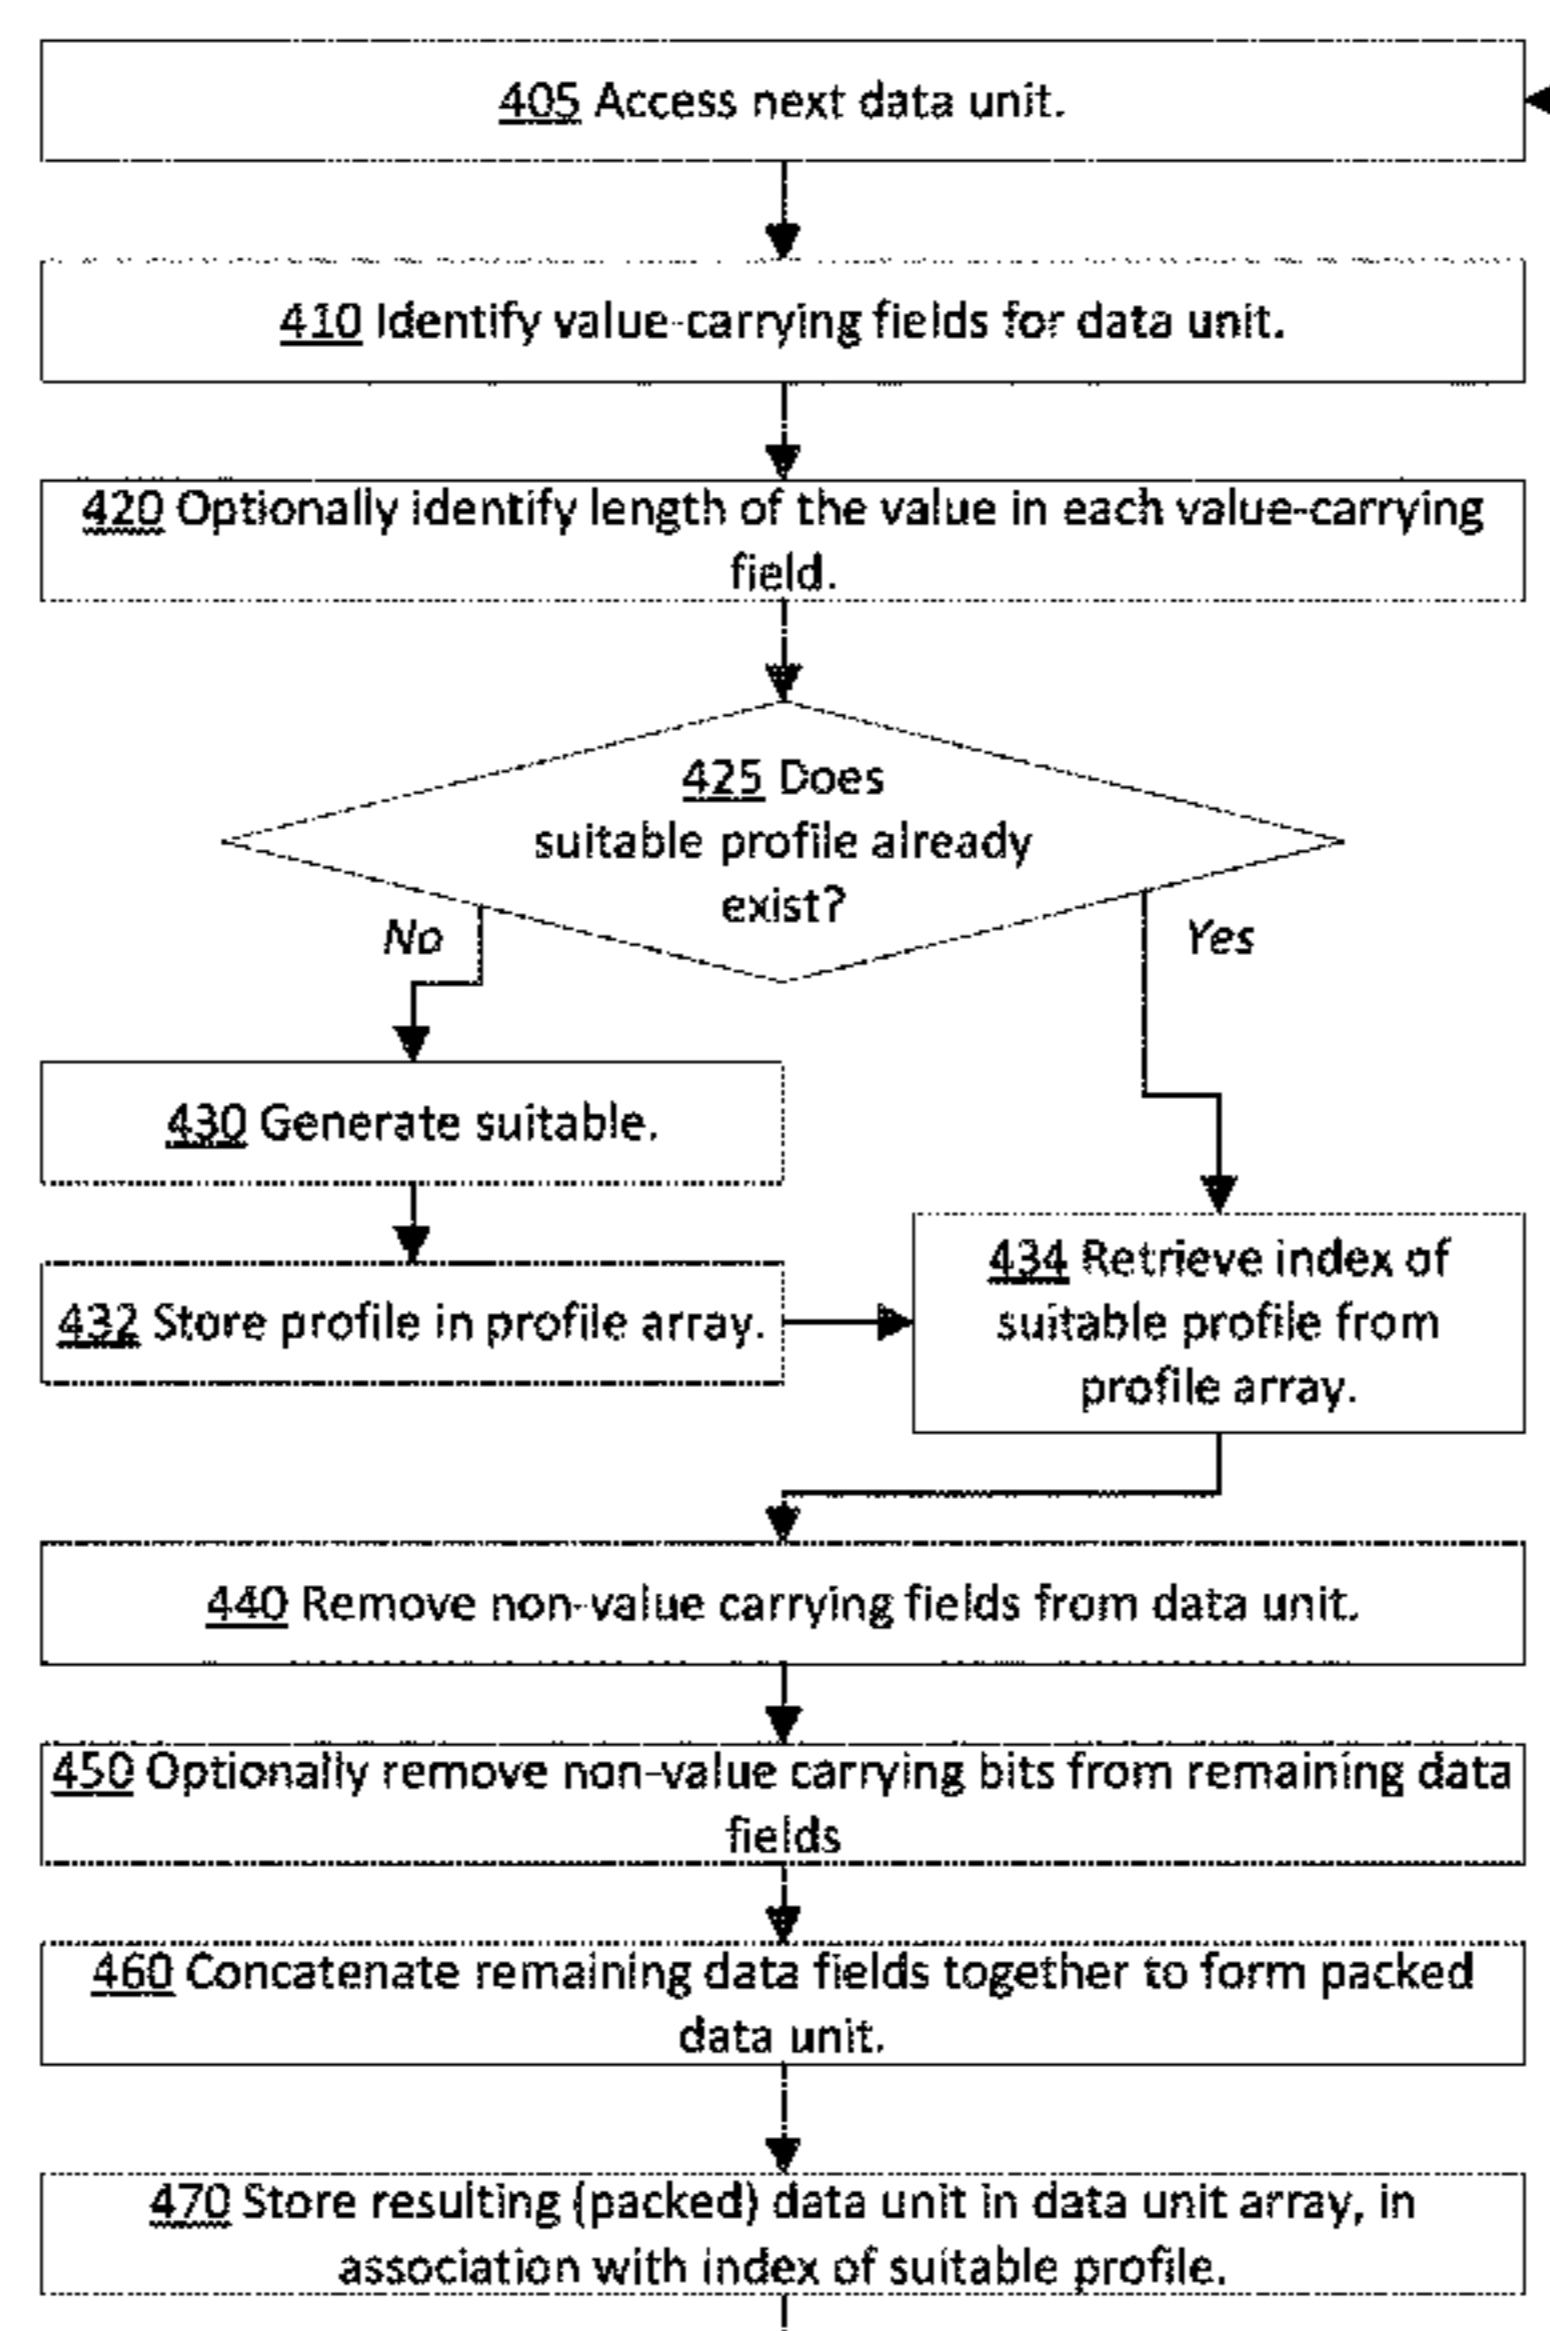 405 Access next data unit.
410 Identify value-carrying fields for data unit.
420 Optionally identify length of the value in each value-carrying
field.
425 Does
suitable profile already
exist?
No
Yes
430 Generate suitable.
432 Store profile in profile array.
434 Retrieve index of
suitable profile from
profile array.
440 Remove non-value carrying fields from data unit.
450 Optionally remove non-value carrying bits from remaining data
fields
460 Concatenate remaining data fields together to form packed
data unit.
470 Store resulting (packed) data unit in data unit array, in
association with index of suitable profile.